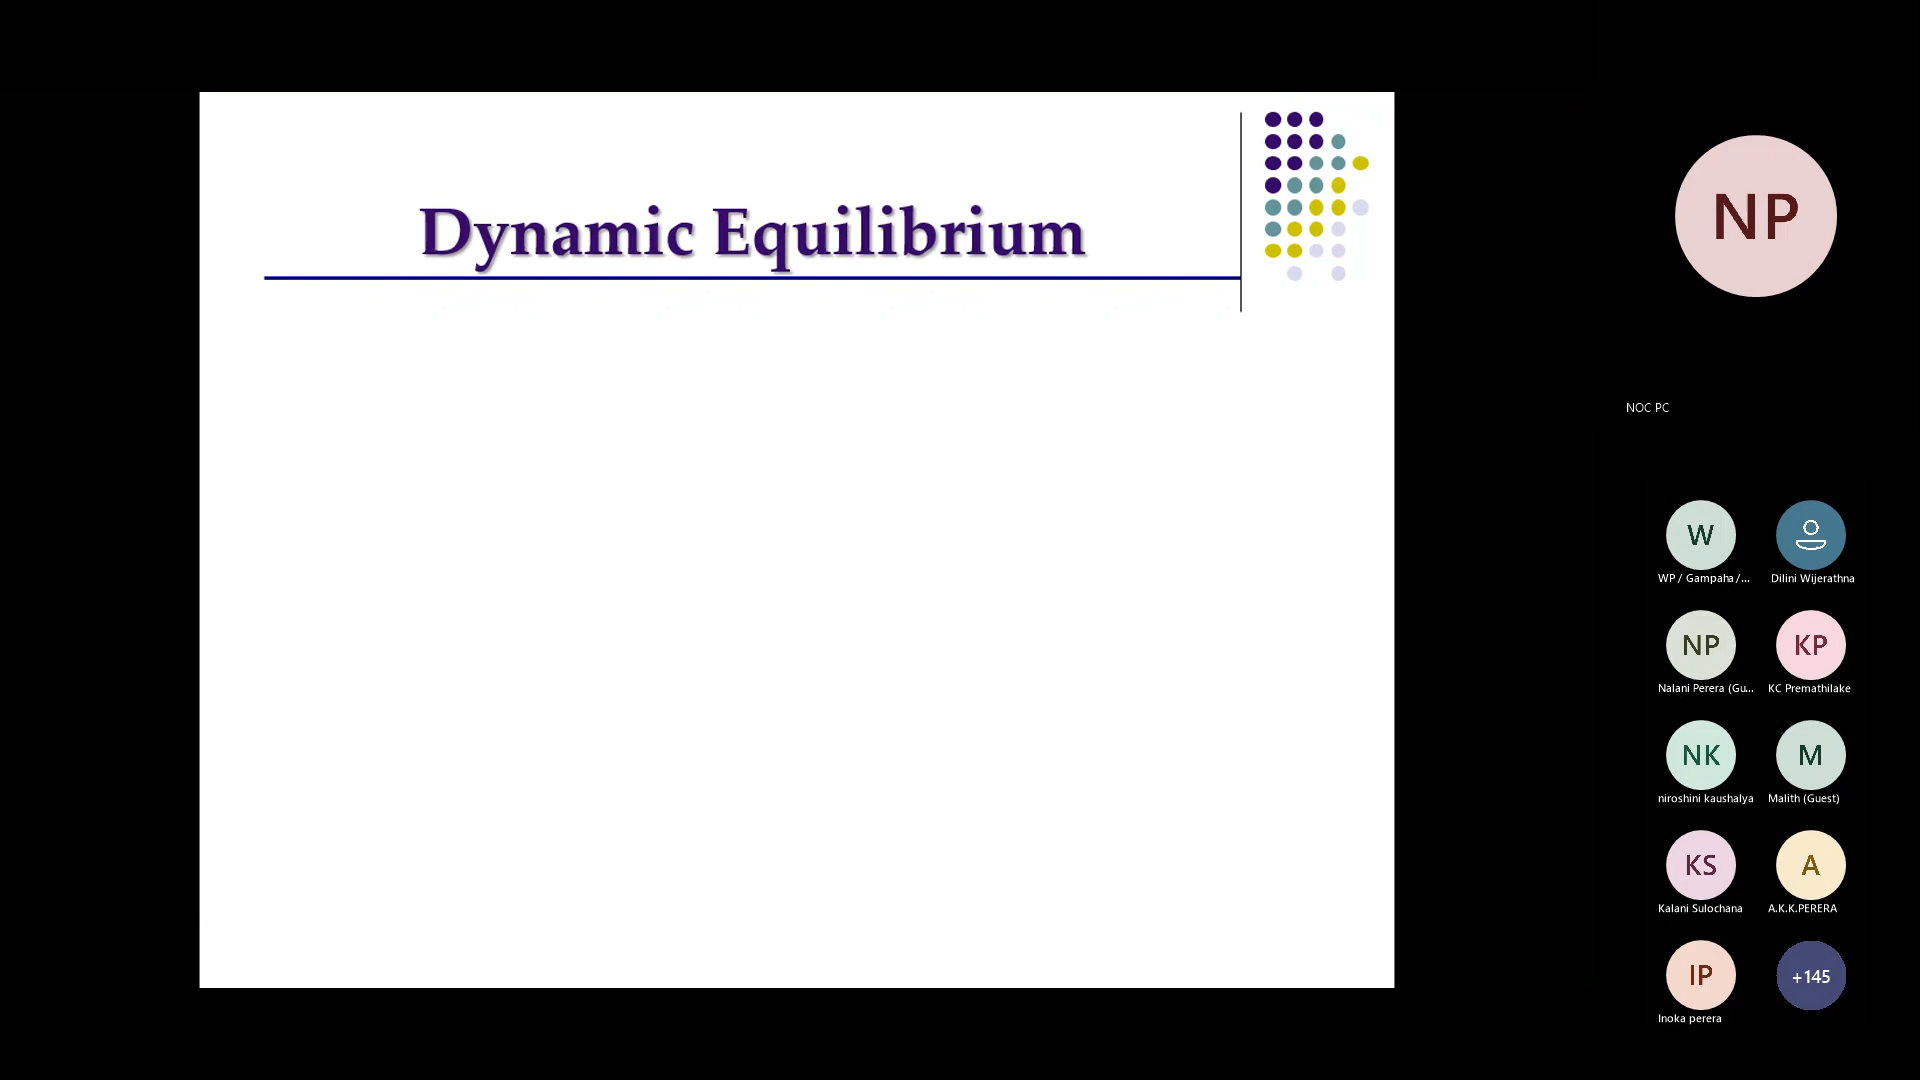 Dynamic Equilibrium
NP
NOC PC
W
WP / Gampaha /...
Dilini Wijerathna
NP
KP
Nalani Perera (Gu...
KC Premathilake
NK
M
niroshini kaushalya
Malith (Guest)
KS
A
Kalani Sulochana
A.K.K.PERERA
IP
+145
Inoka perera